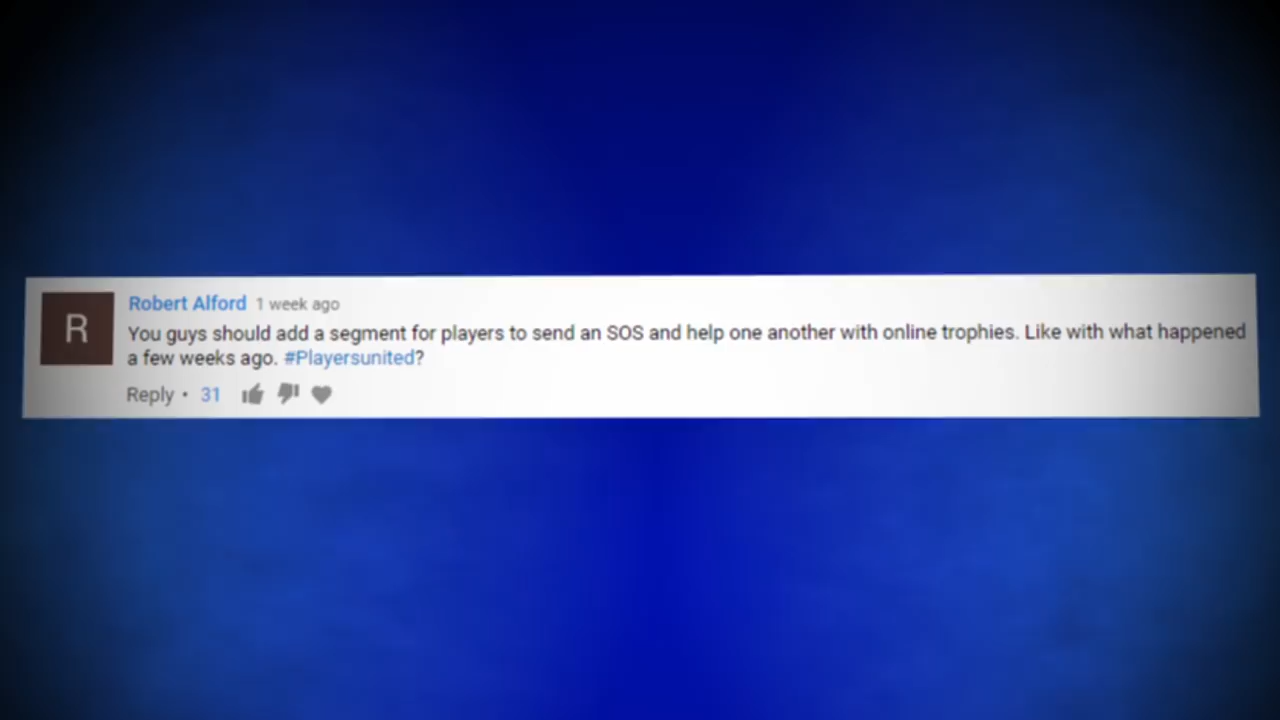 R
Robert Alford 1 week ago
You guys should add a segment for players to send an SOS and help one another with online trophies. Like with what happened
a few weeks ago. #Playersunited?
Reply • 31